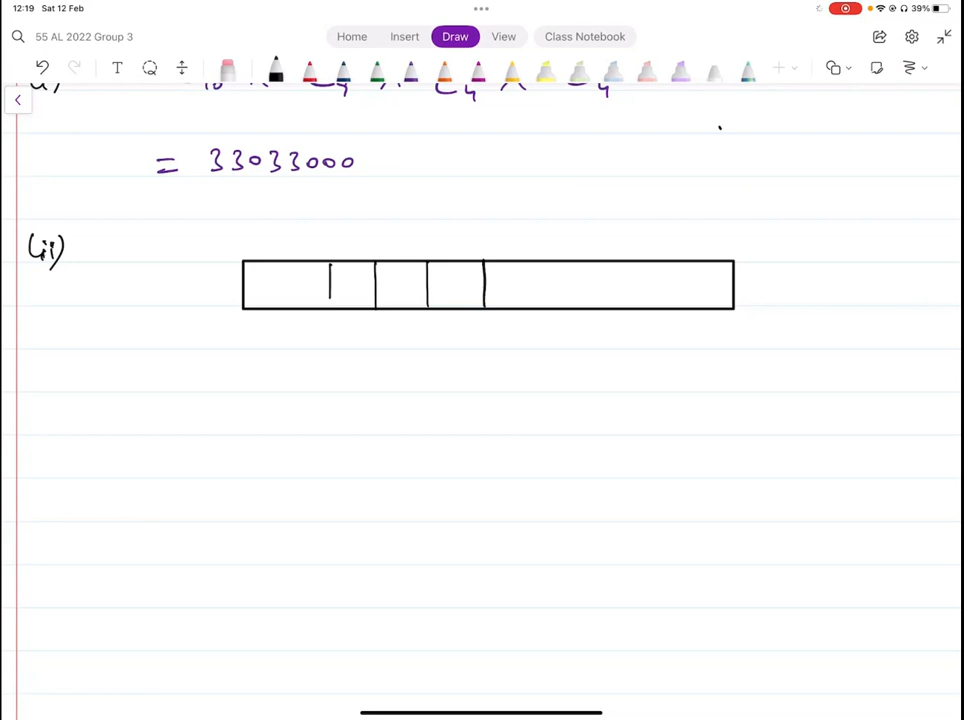 12:19 Sat 12 Feb
39%
55 AL 2022 Group 3
Home Insert Draw View Class Notebook
= 33033000
(ii)